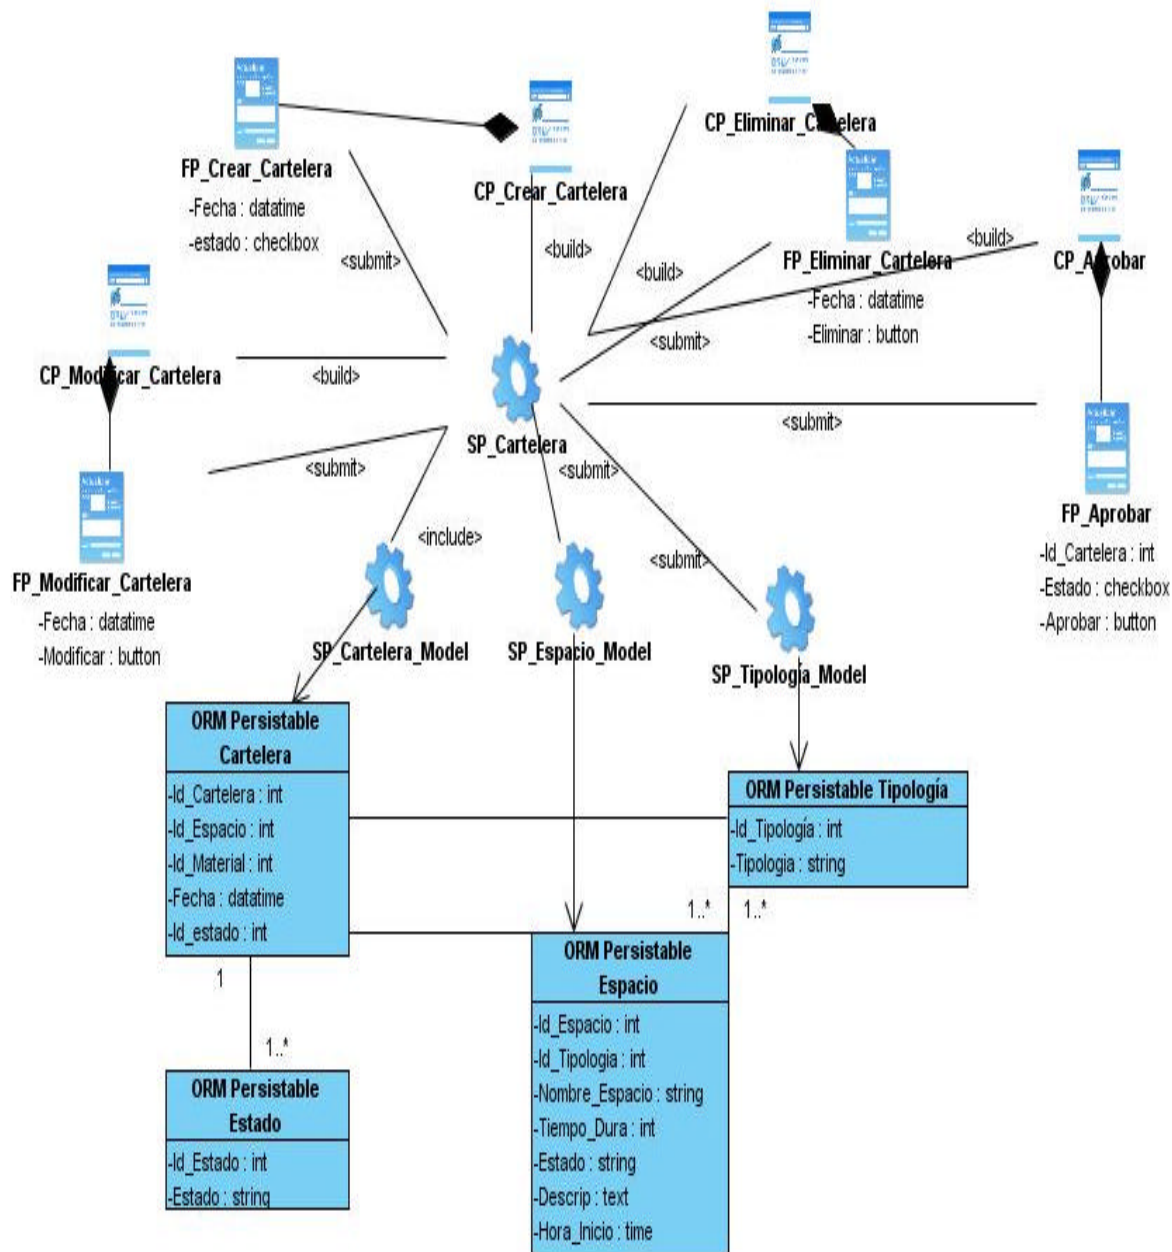 CP_Eliminar_Cartelera
FP_Crear_Cartelera
-Fecha : datatime
-estado : checkbox
CP_Crear_Cartelera
FP_Eliminar_Cartelora
-Fecha : datatime
-Eliminar : button
CP_Aprobar
<submit>
<build>
<build>
<build>
<submit>
CP_Modificar_Cartelera
<build>
SP_Cartelera
<submit>
<submit>
<submit>
<include>
<submit>
FP_Aprobar
-Id_Cartelera : int
-Estado : checkbox
-Aprobar : button
FP_Modificar_Cartelera
-Fecha : datatime
-Modificar : button
SP_Cartelera_Model
SP_Espacio_Model
SP_Tipología_Model
ORM Persistable
Cartelera
-Id_Cartelera : int
-Id_Espacio : int
-Id_Material : int
-Fecha : datatime
-Id_estado : int
ORM Persistable Tipología
-Id_Tipología : int
-Tipologia : string
1..*
1..*
1
1..*
ORM Persistable
Espacio
-Id_Espacio : int
-Id_Tipologia : int
-Nombre_Espacio : string
-Tiempo_Dura : int
-Estado : string
-Descrip : text
-Hora_Inicio : time
ORM Persistable
Estado
-Id_Estado : int
-Estado : string